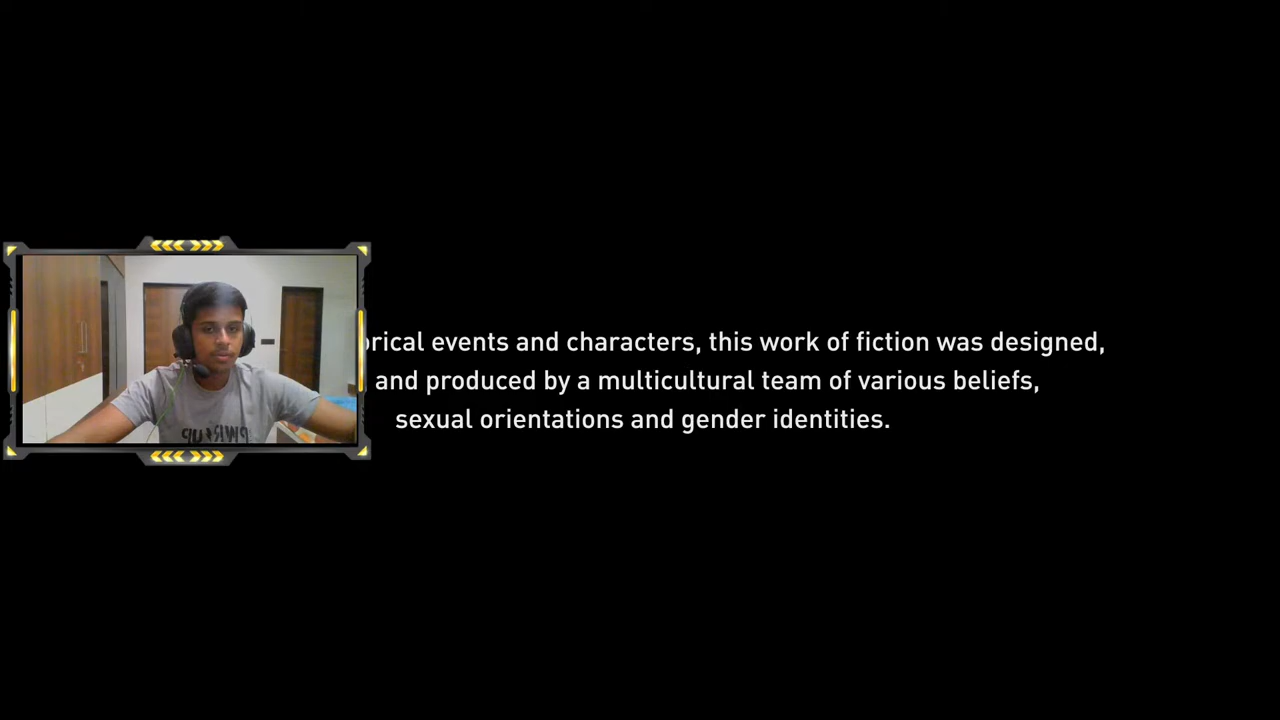 orical events and characters, this work of fiction was designed,
and produced by a multicultural team of various beliefs,
sexual orientations and gender identities.